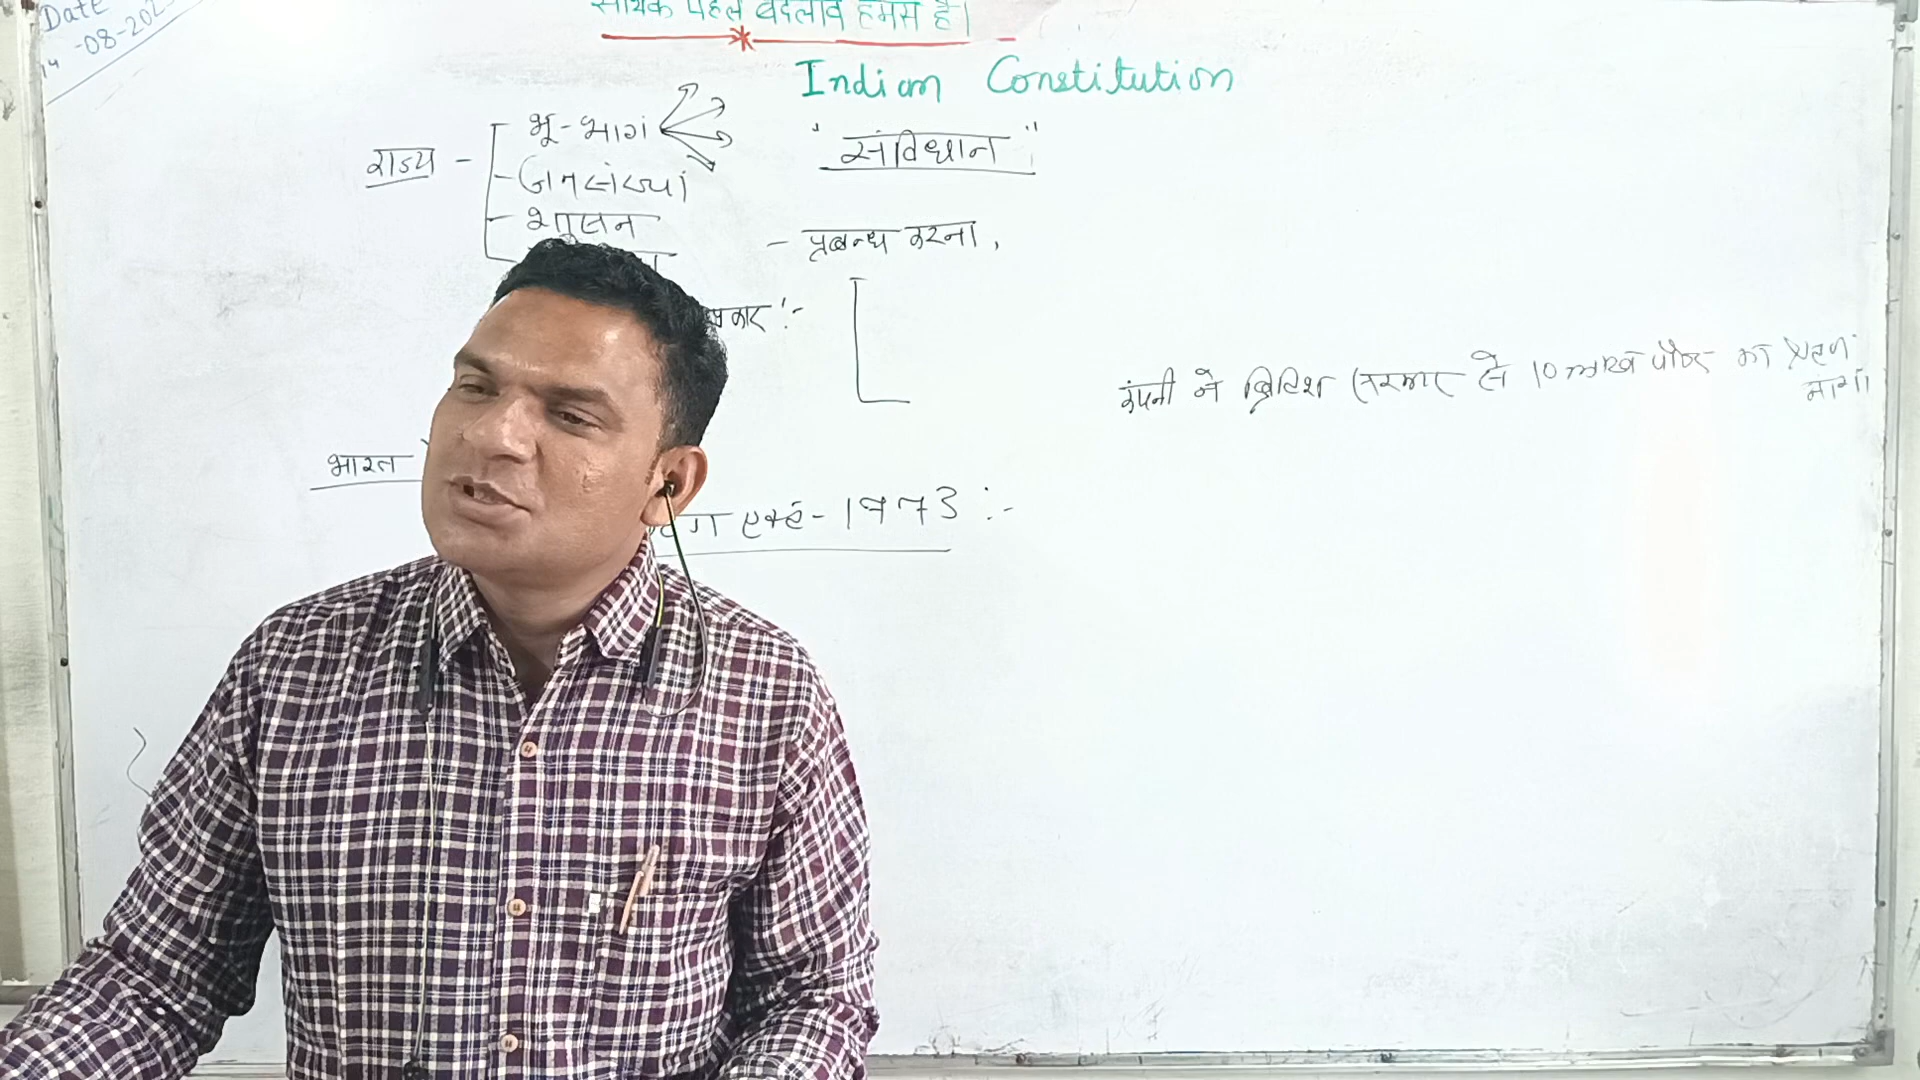 Date
14-08-202
सार्थक पहल बदलाव हमसे है।
Indian Constitution
"संविधान"
राज्य - भू-भाग
- जनसंख्या
- शासन
- प्रबन्ध करना,
कार :-
कंपनी ने ब्रिटिश सरकार से 10 लाख पौंड का ऋण
मांगा
भारत
एक्ट - 1773 :-